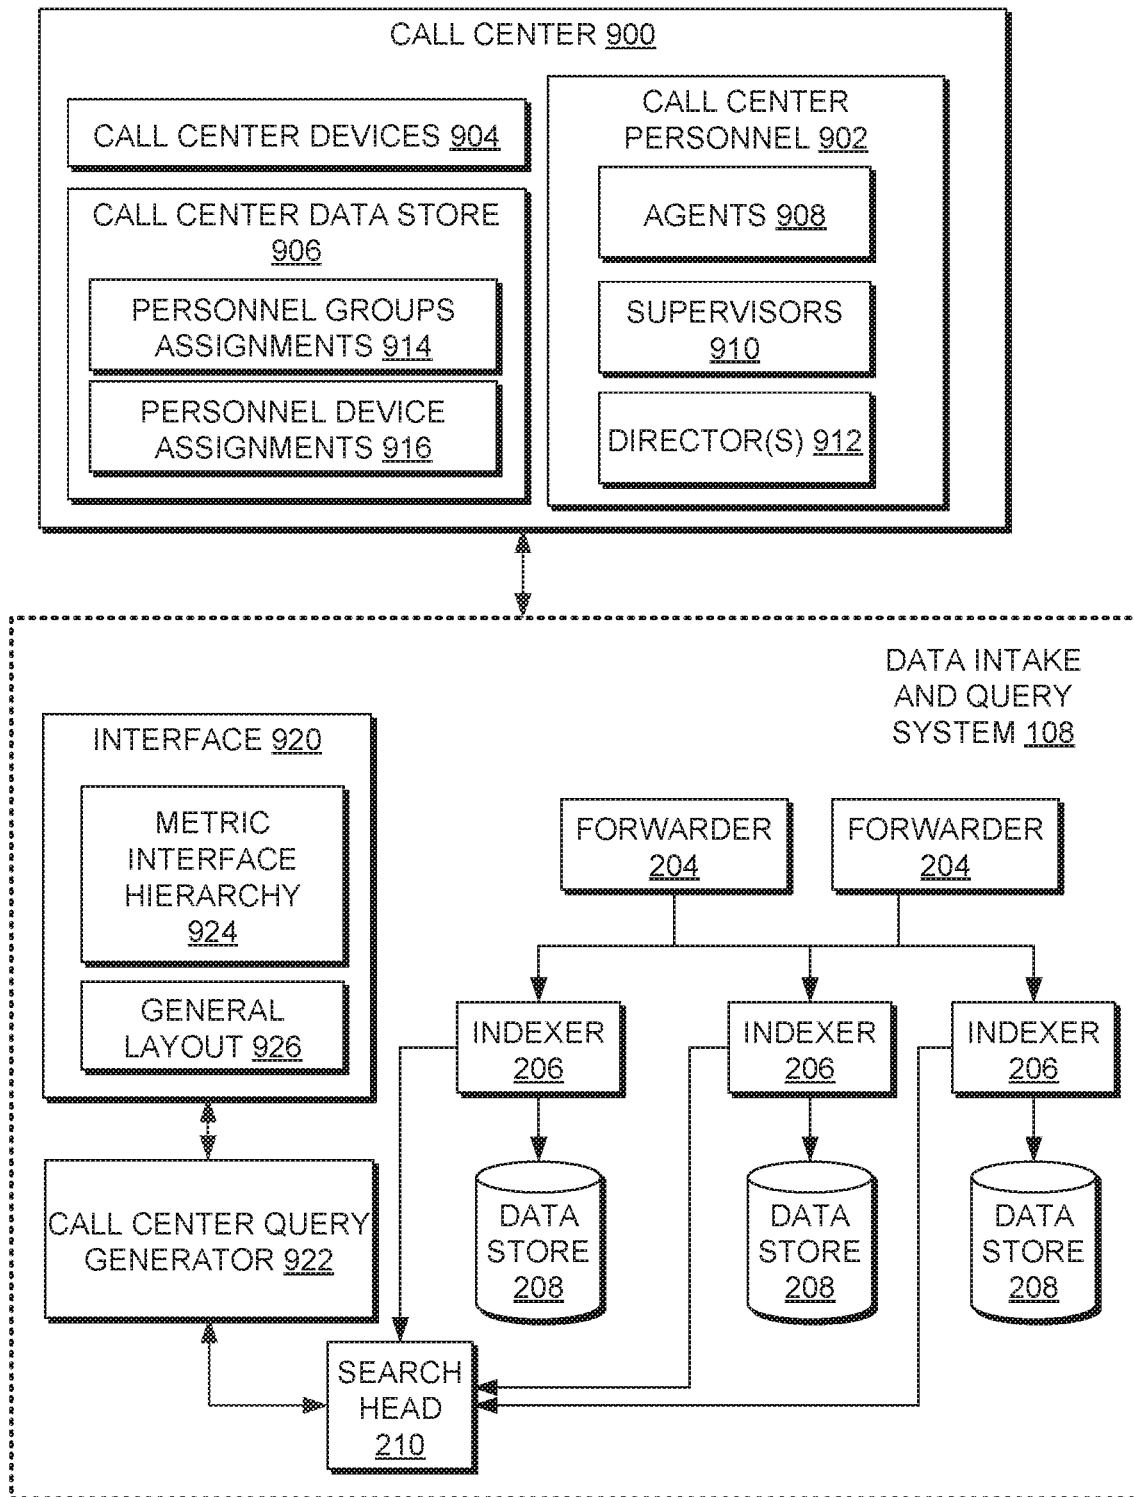 CALL CENTER 900
CALL CENTER DEVICES 904
CALL CENTER DATA STORE
906
PERSONNEL GROUPS
ASSIGNMENTS 914
PERSONNEL DEVICE
ASSIGNMENTS 916
CALL CENTER
PERSONNEL 902
AGENTS 908
SUPERVISORS
910
DIRECTOR(S) 912
DATA INTAKE
AND QUERY
SYSTEM 108
INTERFACE 920
METRIC
INTERFACE
HIERARCHY
924
GENERAL
LAYOUT 926
FORWARDER
204
FORWARDER
204
INDEXER
206
INDEXER
206
INDEXER
206
CALL CENTER QUERY
GENERATOR 922
DATA
STORE
208
DATA
STORE
208
DATA
STORE
208
SEARCH
HEAD
210